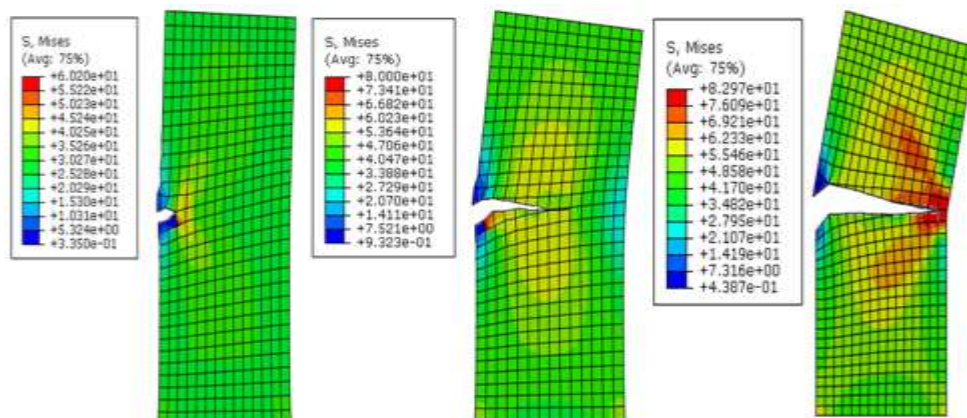 S, Mises
(Avg: 75%)
+6.020e+01
+5.522e+01
+5.023e+01
+4.524e+01
+4.025e+01
+3.526e+01
+3.027e+01
+2.528e+01
+2.029e+01
+1.530e+01
+1.031e+01
+5.324e+00
+3.350e-01
S, Mises
(Avg: 75%)
+8.000e+01
+7.341e+01
+6.682e+01
+6.023e+01
+5.364e+01
+4.706e+01
+4.047e+01
+3.388e+01
+2.729e+01
+2.070e+01
+1.411e+01
+7.521e+00
+9.323e-01
S, Mises
(Avg: 75%)
+8.297e+01
+7.609e+01
+6.921e+01
+6.233e+01
+5.546e+01
+4.858e+01
+4.170e+01
+3.482e+01
+2.795e+01
+2.107e+01
+1.419e+01
+7.316e+00
+4.387e-01